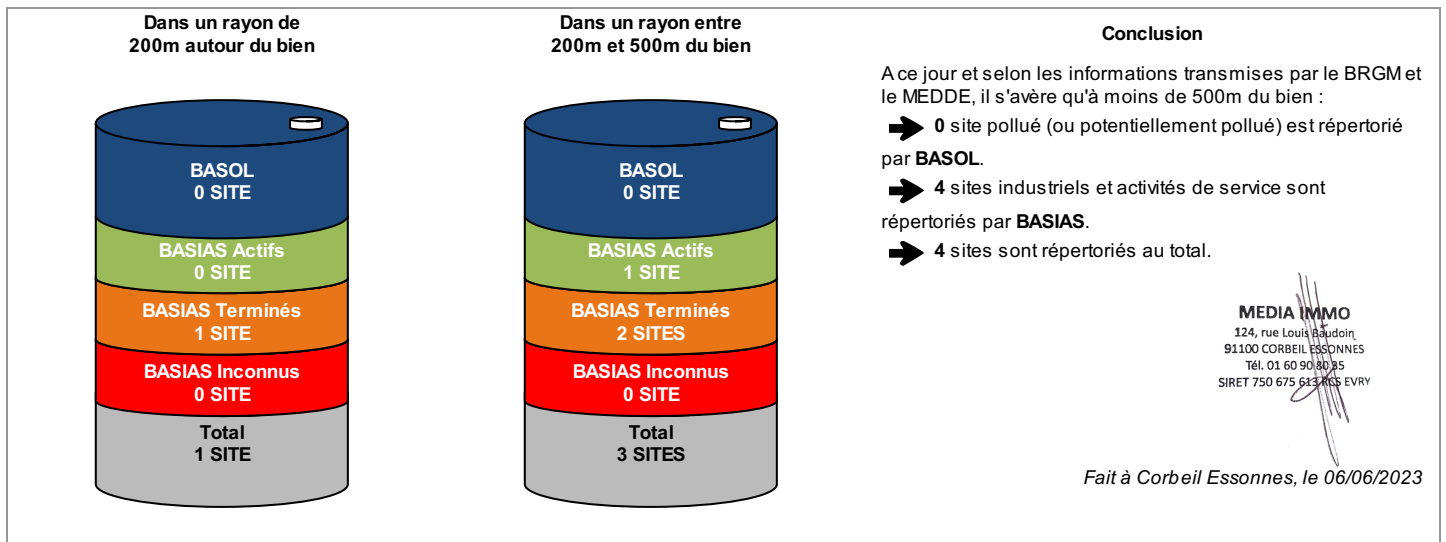 Dans un rayon de
200m autour du bien
BASOL
0 SITE
BASIAS Actifs
0 SITE
BASIAS Terminés
1 SITE
BASIAS Inconnus
0 SITE
Total
1 SITE
Dans un rayon entre
200m et 500m du bien
BASOL
0 SITE
BASIAS Actifs
1 SITE
BASIAS Terminés
2 SITES
BASIAS Inconnus
0 SITE
Total
3 SITES
Conclusion
A ce jour et selon les informations transmises par le BRGM et
le MEDDE, il s'avère qu'à moins de 500m du bien :
0 site pollué (ou potentiellement pollué) est répertorié
par BASOL.
4 sites industriels et activités de service sont
répertoriés par BASIAS.
4 sites sont répertoriés au total.
MEDIA IMMO
124, rue Louis Baudoin
91100 CORBEIL ESSONNES
Tél. 01 60 90 80 85
SIRET 750 675 613 RCS EVRY
Fait à Corbeil Essonnes, le 06/06/2023